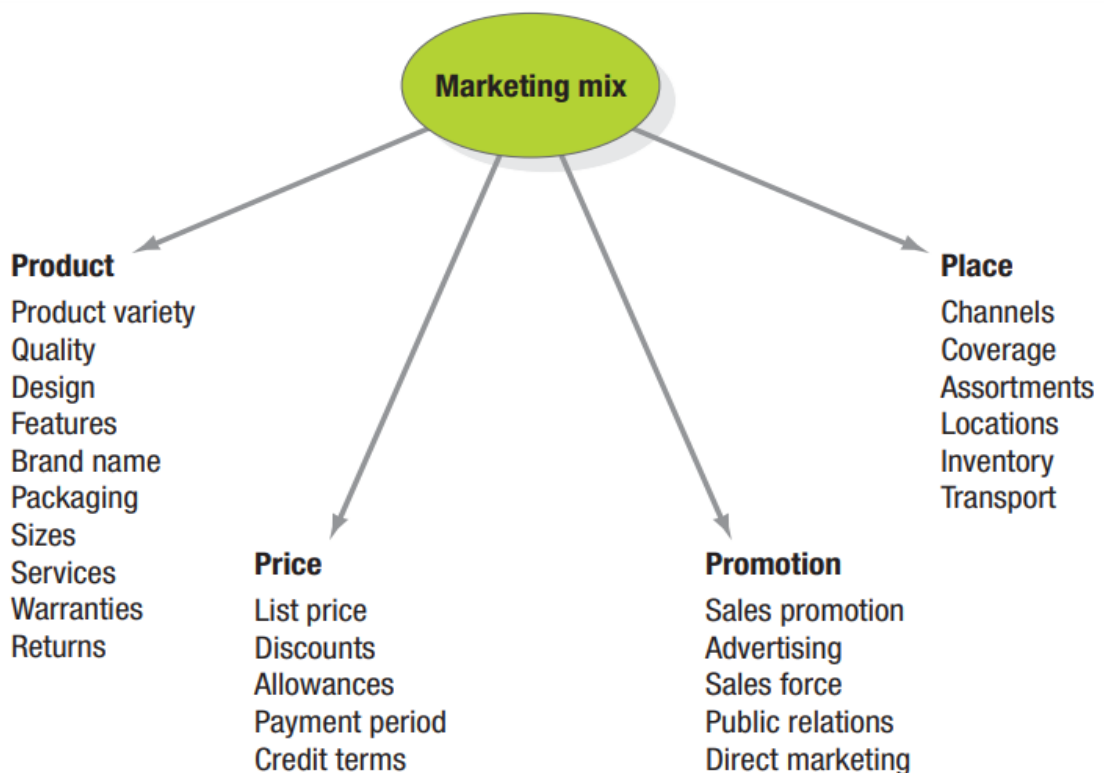 Marketing mix
Product
Product variety
Quality
Design
Features
Brand name
Packaging
Sizes
Services
Warranties
Returns
Price
List price
Discounts
Allowances
Payment period
Credit terms
Promotion
Sales promotion
Advertising
Sales force
Public relations
Direct marketing
Place
Channels
Coverage
Assortments
Locations
Inventory
Transport